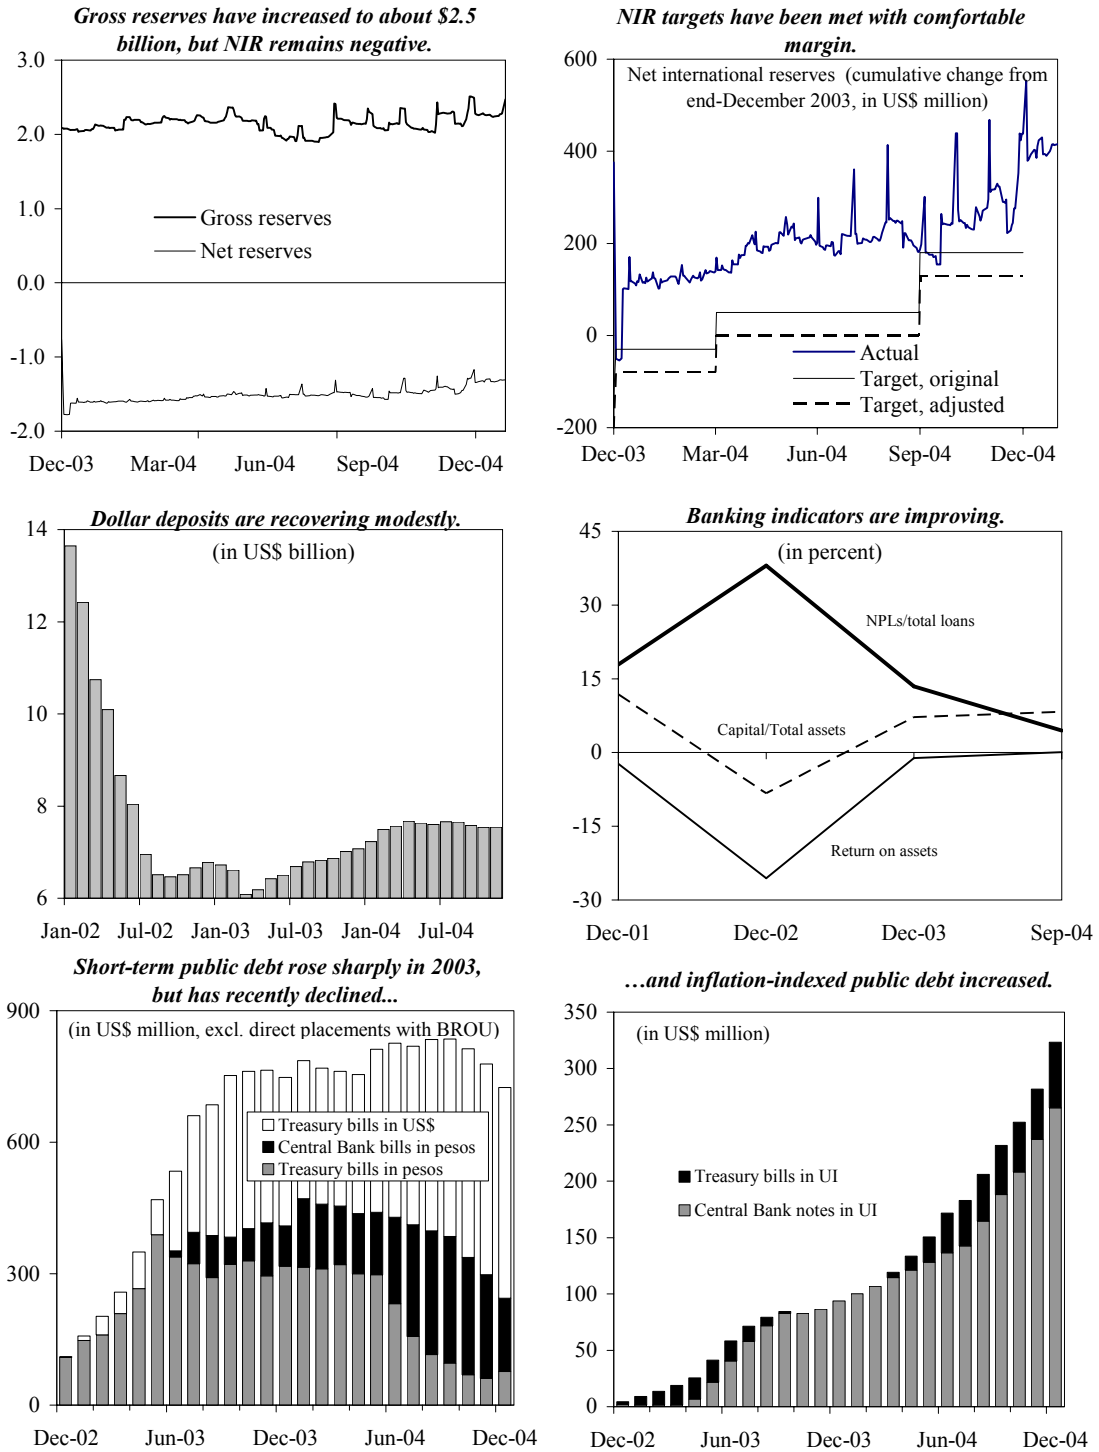 Gross reserves have increased to about $2.5
billion, but NIR remains negative.
3.0
2.0
1.0
0.0
-1.0
-2.0
Gross reserves
Net reserves
Dec-03 Mar-04 Jun-04 Sep-04 Dec-04
NIR targets have been met with comfortable
margin.
Net international reserves (cumulative change from
end-December 2003, in US$ million)
600
400
200
0
-200
Actual
Target, original
Target, adjusted
Dec-03 Mar-04 Jun-04 Sep-04 Dec-04
Dollar deposits are recovering modestly.
(in US$ billion)
14
12
10
8
6
Jan-02 Jul-02 Jan-03 Jul-03 Jan-04 Jul-04
Banking indicators are improving.
(in percent)
45
30
15
0
-15
-30
NPLs/total loans
Capital/Total assets
Return on assets
Dec-01 Dec-02 Dec-03 Sep-04
Short-term public debt rose sharply in 2003,
but has recently declined...
(in US$ million, excl. direct placements with BROU)
900
600
300
0
Treasury bills in US$
Central Bank bills in pesos
Treasury bills in pesos
Dec-02 Jun-03 Dec-03 Jun-04 Dec-04
…and inflation-indexed public debt increased.
(in US$ million)
350
300
250
200
150
100
50
0
Treasury bills in UI
Central Bank notes in UI
Dec-02 Jun-03 Dec-03 Jun-04 Dec-04